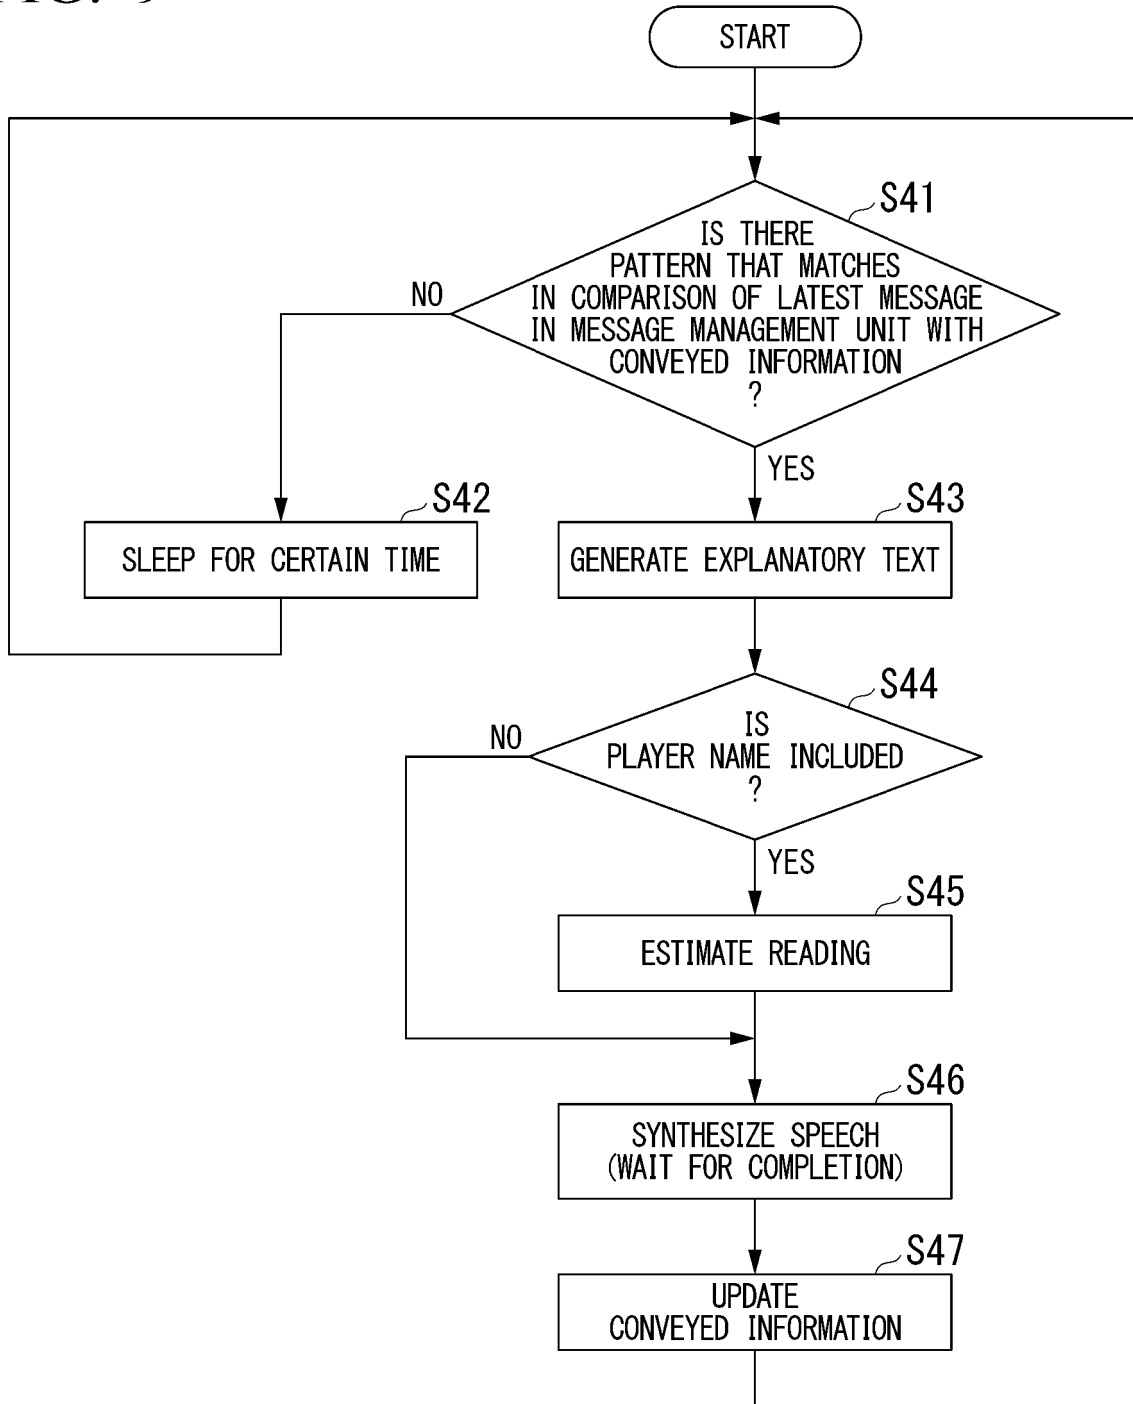 START
S41
IS THERE
PATTERN THAT MATCHES
IN COMPARISON OF LATEST MESSAGE
IN MESSAGE MANAGEMENT UNIT WITH
CONVEYED INFORMATION
?
NO
YES
S42
SLEEP FOR CERTAIN TIME
S43
GENERATE EXPLANATORY TEXT
S44
IS
PLAYER NAME INCLUDED
?
NO
YES
S45
ESTIMATE READING
S46
SYNTHESIZE SPEECH
(WAIT FOR COMPLETION)
S47
UPDATE
CONVEYED INFORMATION